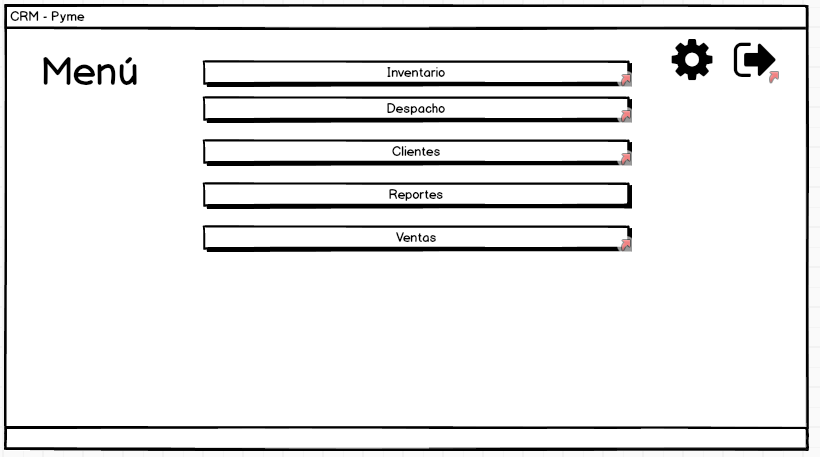 CRM - Pyme
Menú
Inventario
Despacho
Clientes
Reportes
Ventas